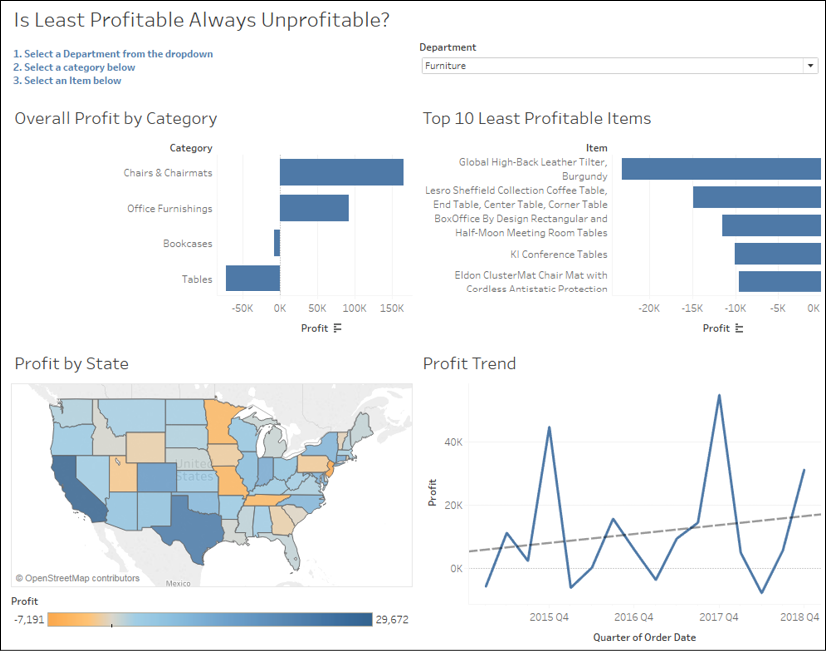 Is Least Profitable Always Unprofitable?
1. Select a Department from the dropdown
2. Select a category below
3. Select an Item below
Department
Furniture
Overall Profit by Category
Category
Chairs & Chairmats
Office Furnishings
Bookcases
Tables
-50K 0K 50K 100K 150K
Profit
Top 10 Least Profitable Items
Item
Global High-Back Leather Tilter,
Burgundy
Lesro Sheffield Collection Coffee Table,
End Table, Center Table, Corner Table
BoxOffice By Design Rectangular and
Half-Moon Meeting Room Tables
KI Conference Tables
Eldon ClusterMat Chair Mat with
Cordless Antistatic Protection
-20K -15K -10K -5K 0K
Profit
Profit by State
United
States
Mexico
© OpenStreetMap contributors
Profit
-7,191 29,672
Profit Trend
Profit
40K
20K
0K
2015 Q4 2016 Q4 2017 Q4 2018 Q4
Quarter of Order Date